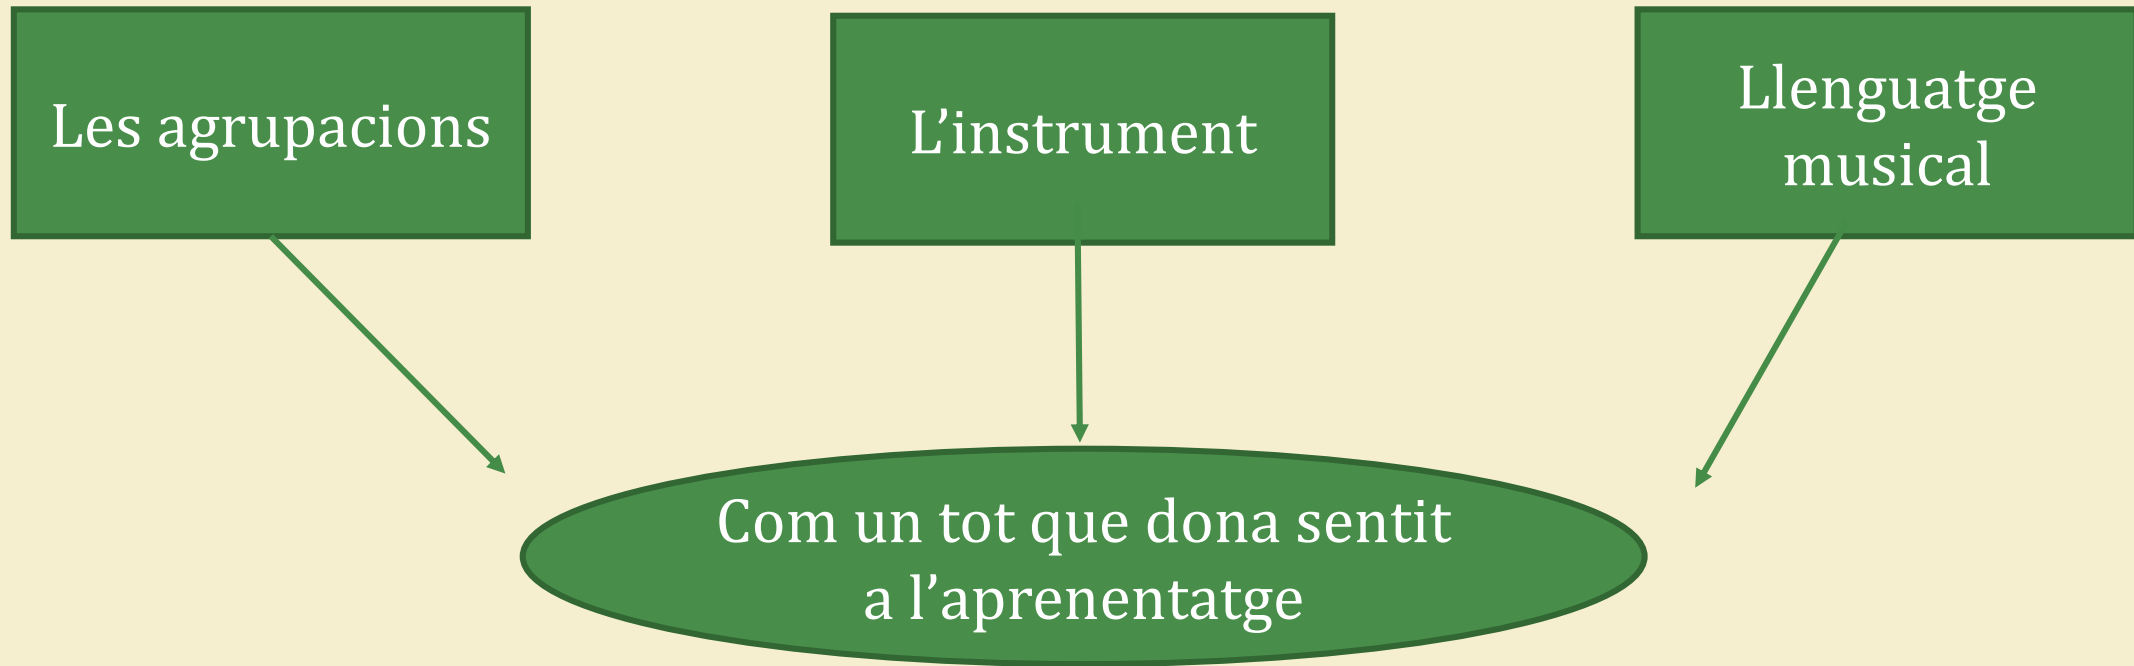 Les agrupacions
L’instrument
Llenguatge
musical
Com un tot que dona sentit
a l’aprenentatge